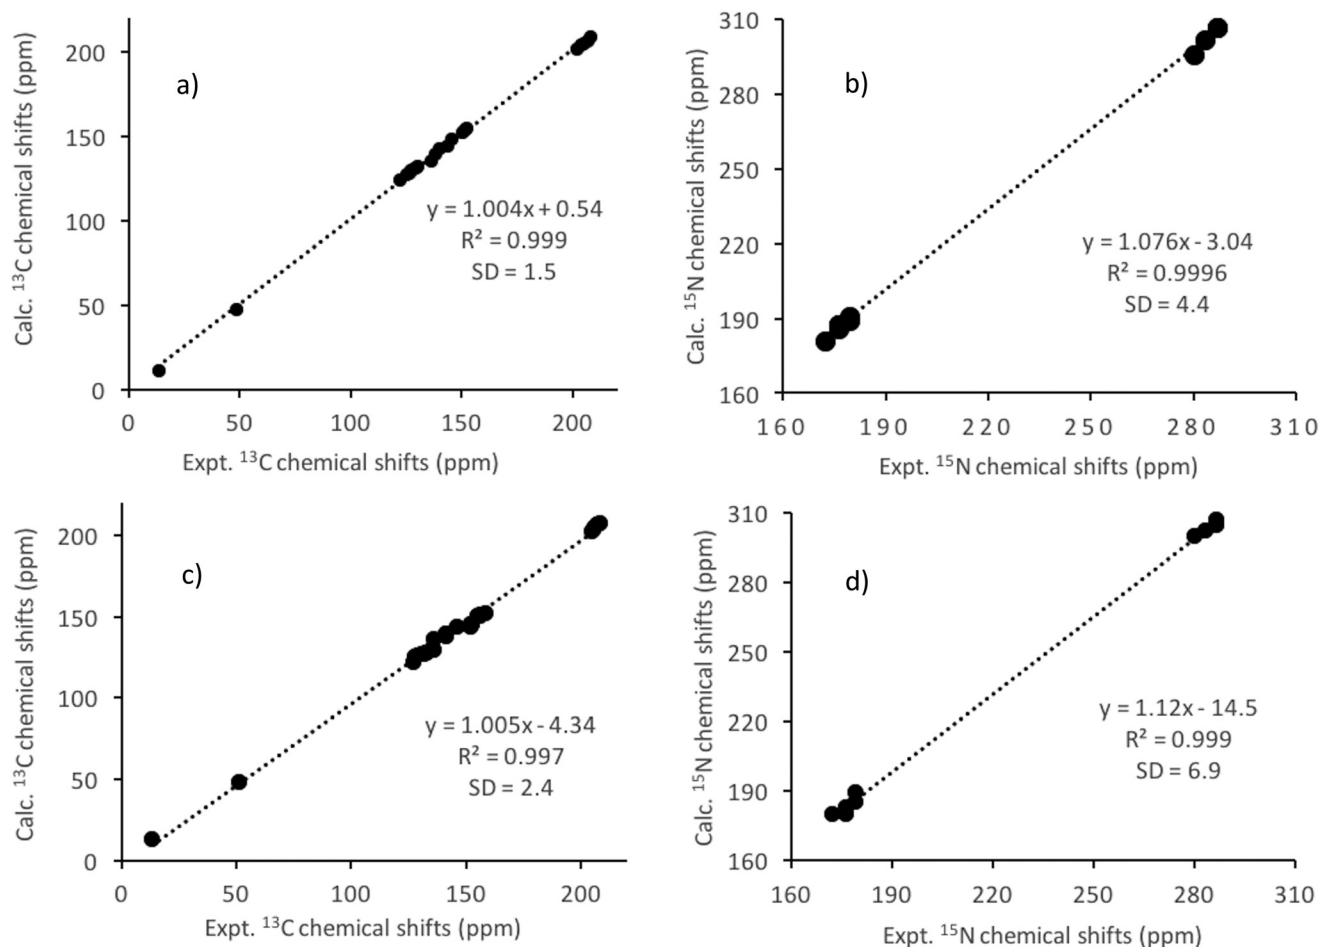 a)
Calc. ¹³C chemical shifts (ppm)
200
150
100
50
0
y = 1.004x + 0.54
R² = 0.999
SD = 1.5
0 50 100 150 200
Expt. ¹³C chemical shifts (ppm)
b)
Calc. ¹⁵N chemical shifts (ppm)
310
280
250
220
190
160
y = 1.076x - 3.04
R² = 0.9996
SD = 4.4
160 190 220 250 280 310
Expt. ¹⁵N chemical shifts (ppm)
c)
Calc. ¹³C chemical shifts (ppm)
200
150
100
50
0
y = 1.005x - 4.34
R² = 0.997
SD = 2.4
0 50 100 150 200
Expt. ¹³C chemical shifts (ppm)
d)
Calc. ¹⁵N chemical shifts (ppm)
310
280
250
220
190
160
y = 1.12x - 14.5
R² = 0.999
SD = 6.9
160 190 220 250 280 310
Expt. ¹⁵N chemical shifts (ppm)